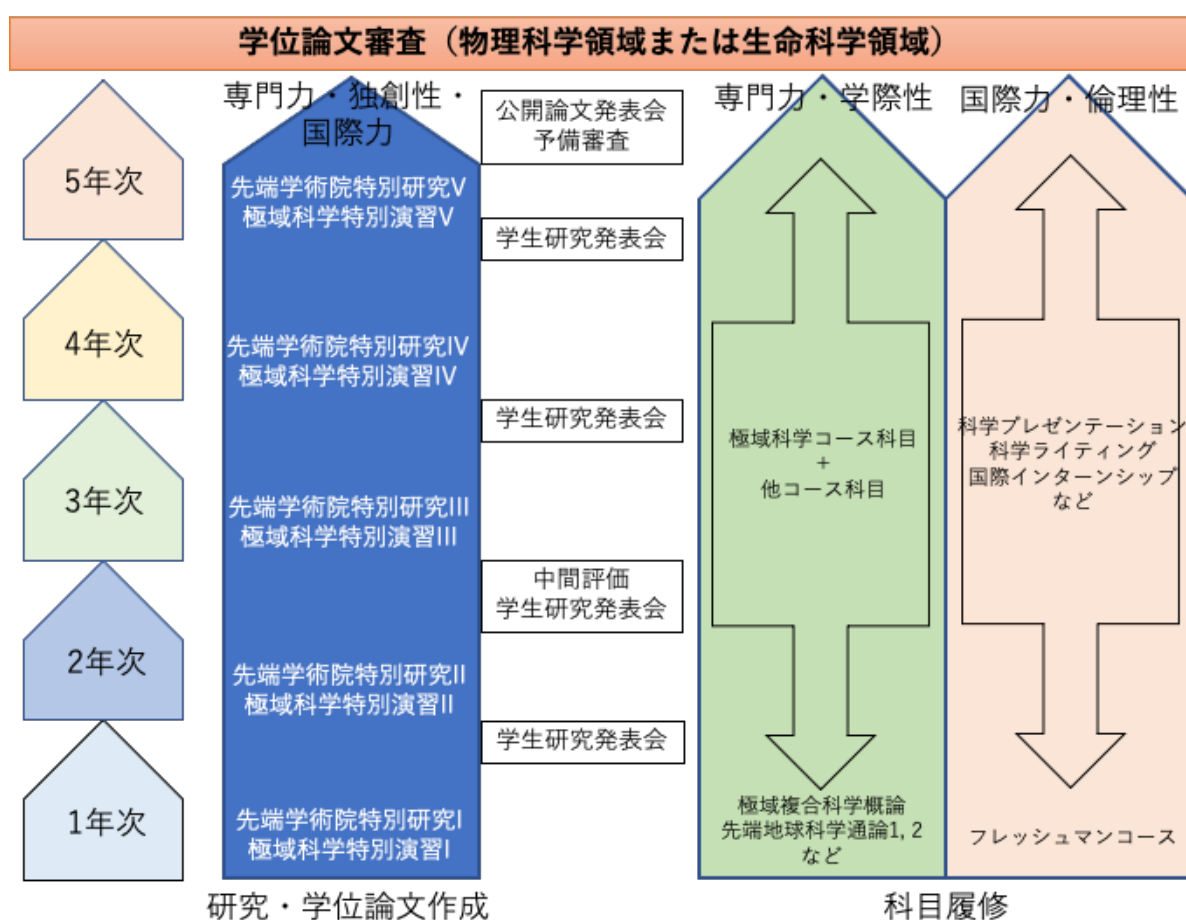 学位論文審査（物理科学領域または生命科学領域）
5年次
4年次
3年次
2年次
1年次
専門力・独創性・
国際力
先端学術院特別研究V
極域科学特別演習V
先端学術院特別研究IV
極域科学特別演習IV
先端学術院特別研究III
極域科学特別演習III
先端学術院特別研究II
極域科学特別演習II
先端学術院特別研究I
極域科学特別演習I
研究・学位論文作成
公開論文発表会
予備審査
学生研究発表会
学生研究発表会
中間評価
学生研究発表会
学生研究発表会
専門力・学際性
極域科学コース科目
+
他コース科目
極域複合科学概論
先端地球科学通論1, 2
など
国際力・倫理性
科学プレゼンテーション
科学ライティング
国際インターンシップ
など
フレッシュマンコース
科目履修